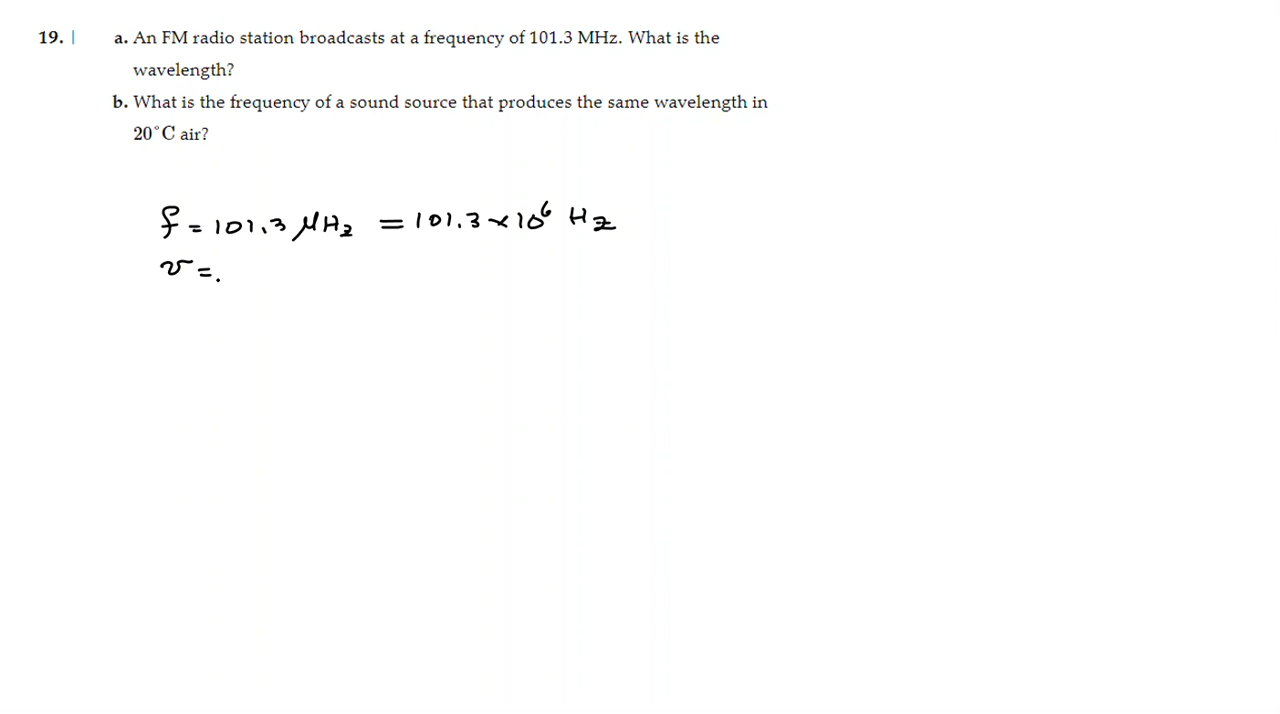 19. | a. An FM radio station broadcasts at a frequency of 101.3 MHz. What is the
wavelength?
b. What is the frequency of a sound source that produces the same wavelength in
20°C air?
f = 101.3 MHz = 101.3 × 10⁶ Hz
v = .